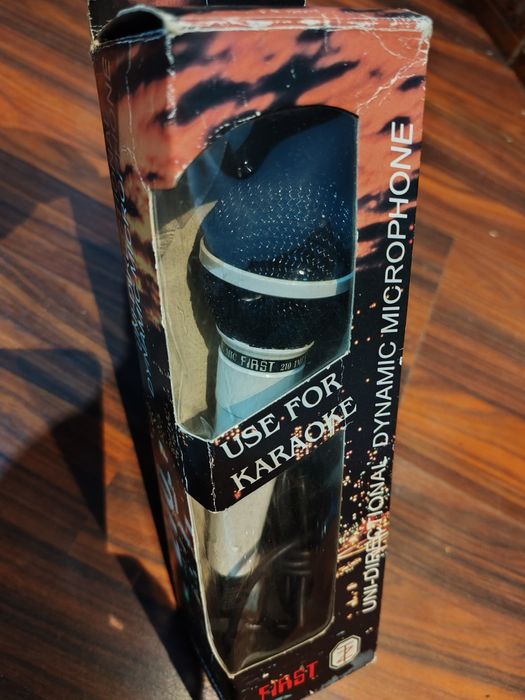 FIRST
USE FOR
KARAOKE
UNI-DIRECTIONAL DYNAMIC MICROPHONE
FIRST